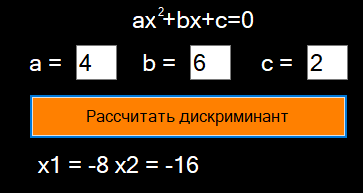 ax²+bx+c=0
a = 4 b = 6 c = 2
Рассчитать дискриминант
x1 = -8 x2 = -16